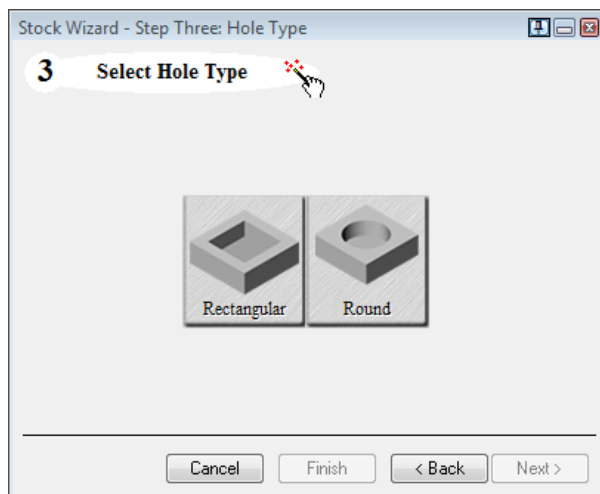 Stock Wizard - Step Three: Hole Type
3 Select Hole Type
Rectangular Round
Cancel Finish < Back Next >